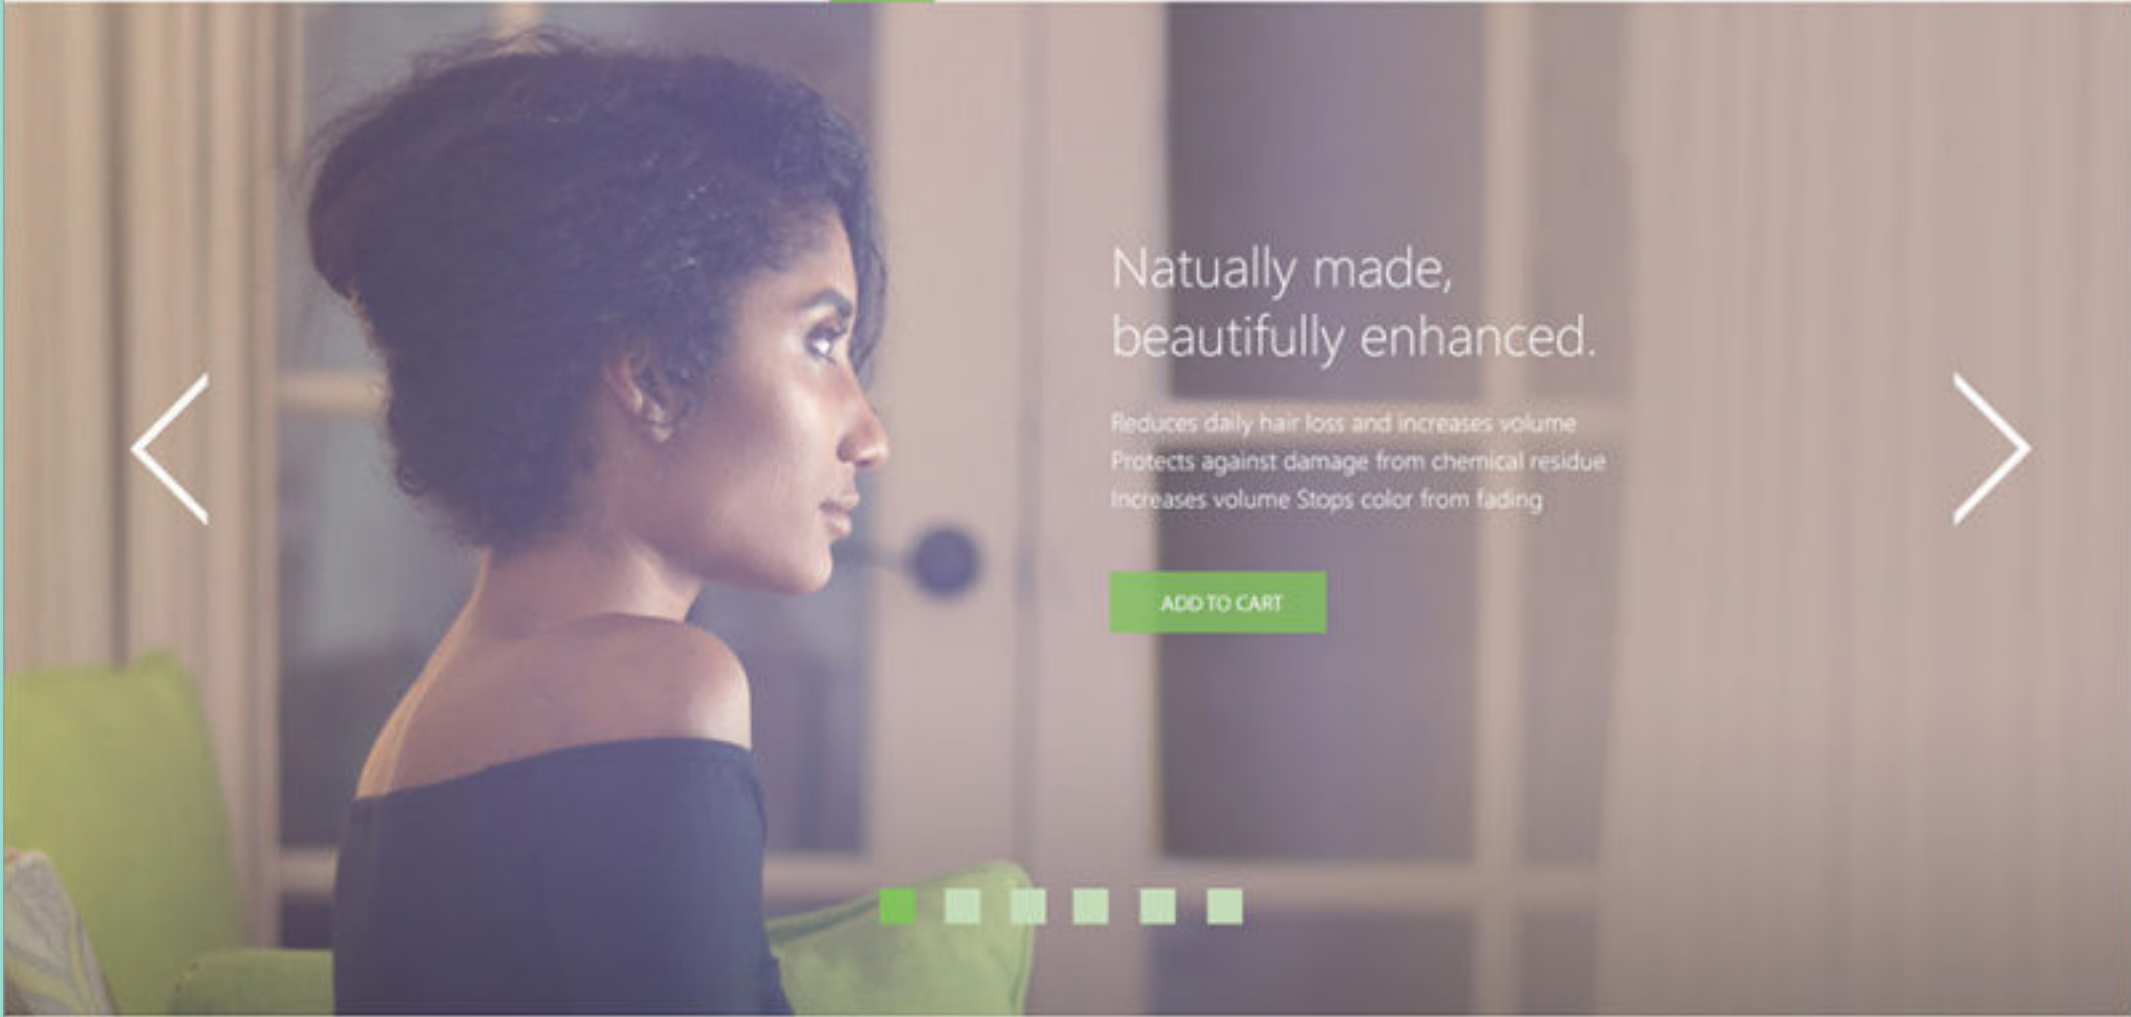 Natually made,
beautifully enhanced.
Reduces daily hair loss and increases volume
Protects against damage from chemical residue
Increases volume Stops color from fading
ADD TO CART